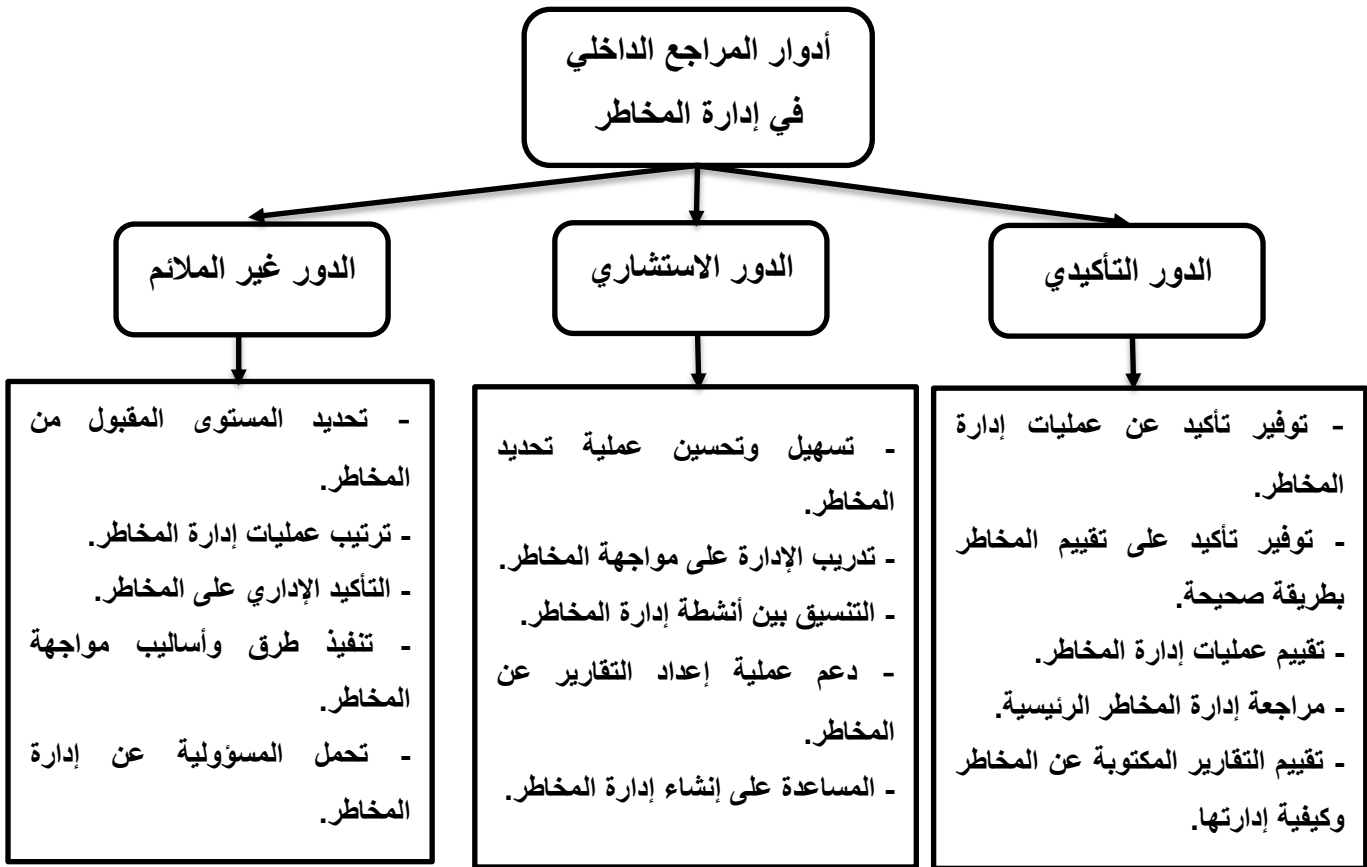 أدوار المراجع الداخلي
في إدارة المخاطر
الدور التأكيدي
الدور الاستشاري
الدور غير الملائم
- توفير تأكيد عن عمليات إدارة
المخاطر.
- توفير تأكيد على تقييم المخاطر
بطريقة صحيحة.
- تقييم عمليات إدارة المخاطر.
- مراجعة إدارة المخاطر الرئيسية.
- تقييم التقارير المكتوبة عن المخاطر
وكيفية إدارتها.
- تسهيل وتحسين عملية تحديد
المخاطر.
- تدريب الإدارة على مواجهة المخاطر.
- التنسيق بين أنشطة إدارة المخاطر.
- دعم عملية إعداد التقارير عن
المخاطر.
- المساعدة على إنشاء إدارة المخاطر.
- تحديد المستوى المقبول من
المخاطر.
- ترتيب عمليات إدارة المخاطر.
- التأكيد الإداري على المخاطر.
- تنفيذ طرق وأساليب مواجهة
المخاطر.
- تحمل المسؤولية عن إدارة
المخاطر.